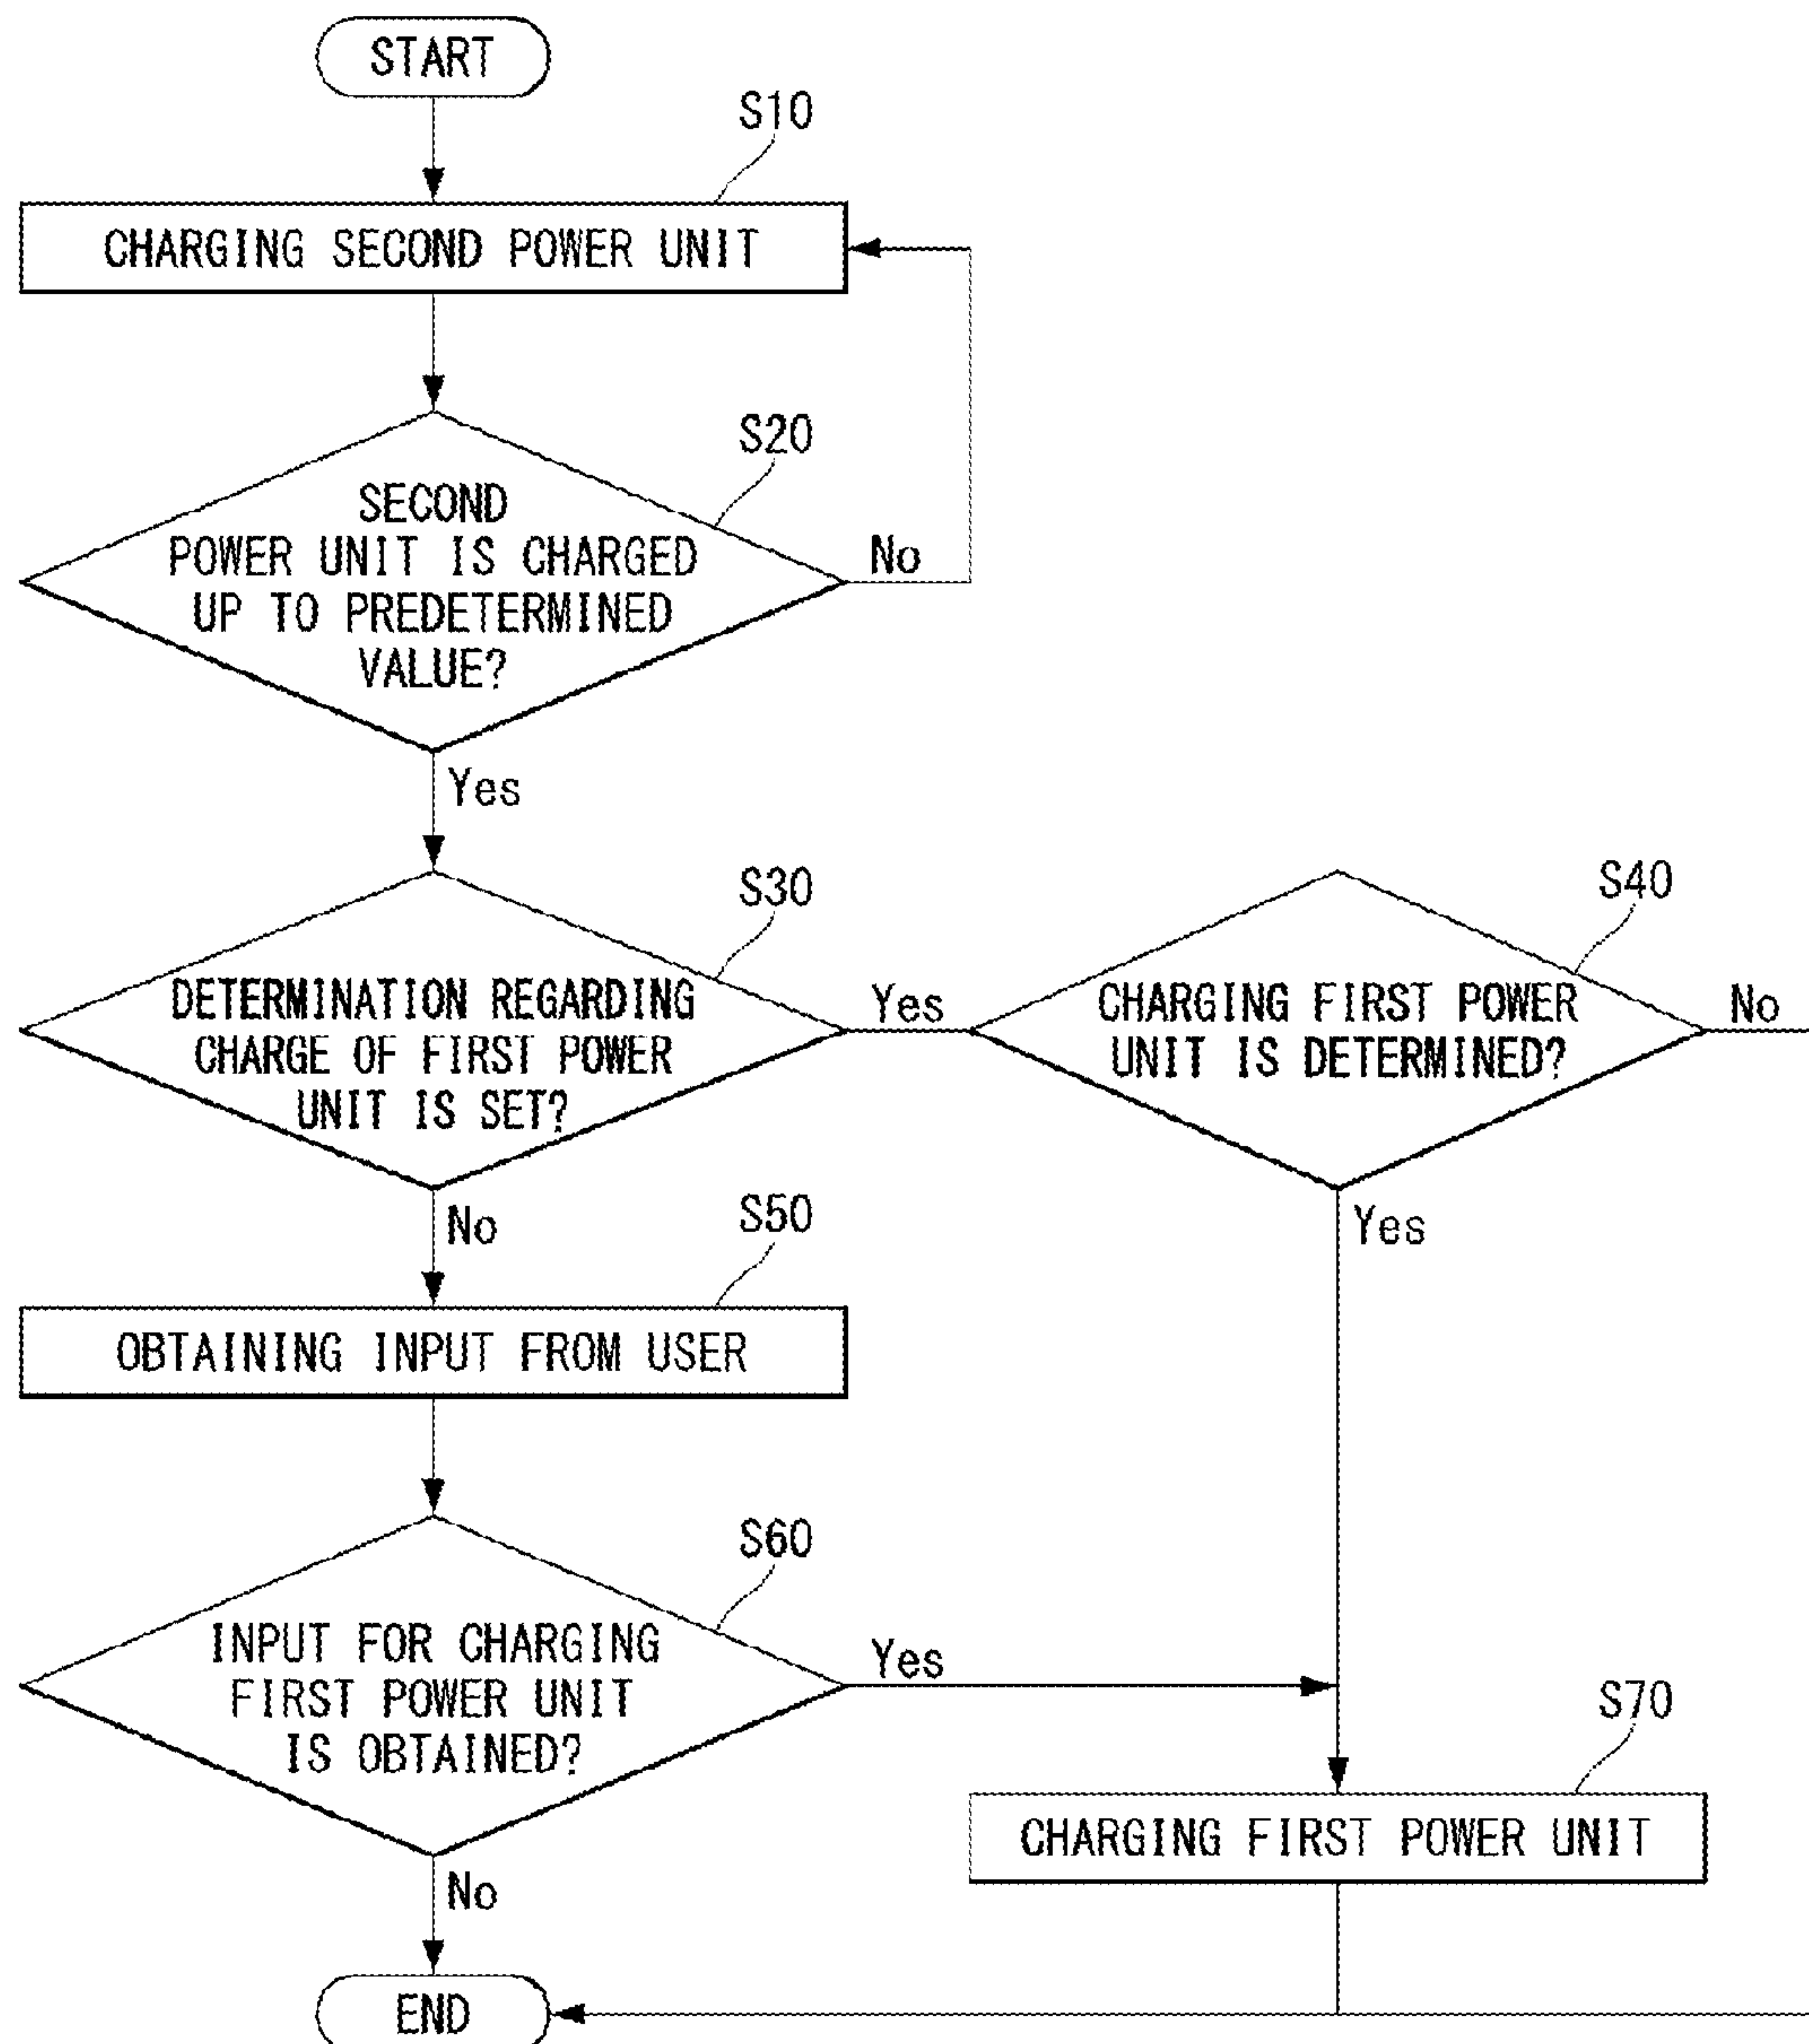 START
S10
CHARGING SECOND POWER UNIT
S20
SECOND
POWER UNIT IS CHARGED
UP TO PREDETERMINED
VALUE?
No
Yes
S30
DETERMINATION REGARDING
CHARGE OF FIRST POWER
UNIT IS SET?
Yes
S40
CHARGING FIRST POWER
UNIT IS DETERMINED?
No
No
Yes
S50
OBTAINING INPUT FROM USER
S60
INPUT FOR CHARGING
FIRST POWER UNIT
IS OBTAINED?
Yes
S70
CHARGING FIRST POWER UNIT
No
END